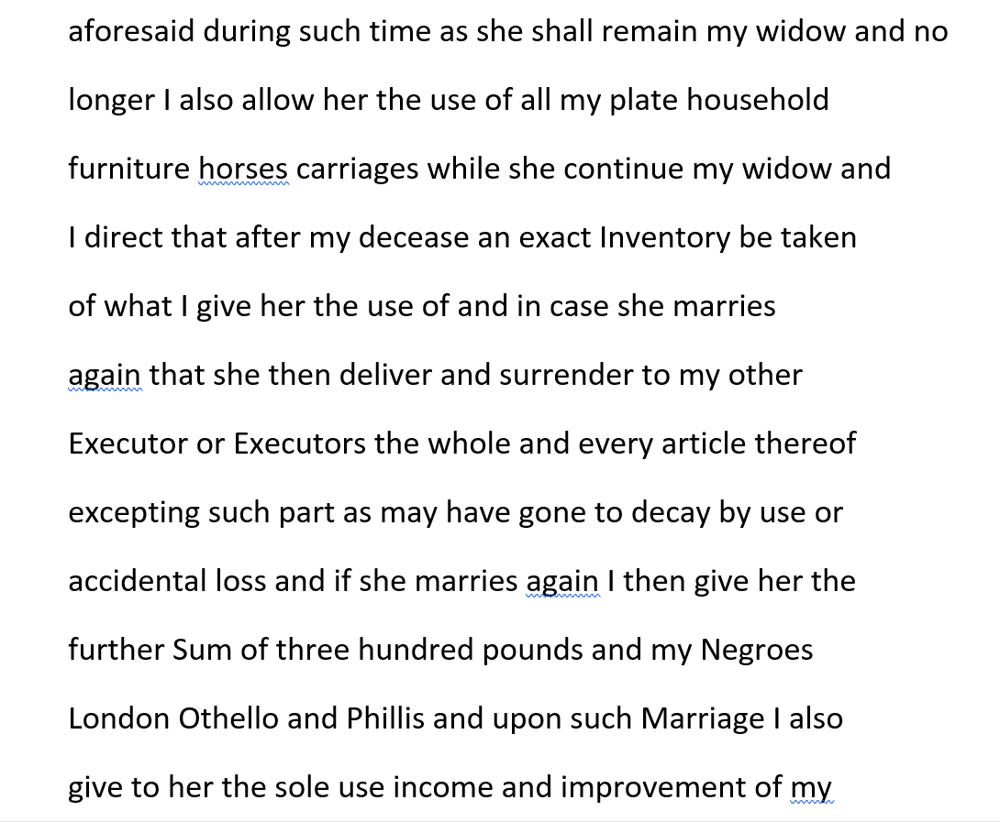 aforesaid during such time as she shall remain my widow and no
longer I also allow her the use of all my plate household
furniture horses carriages while she continue my widow and
I direct that after my decease an exact Inventory be taken
of what I give her the use of and in case she marries
again that she then deliver and surrender to my other
Executor or Executors the whole and every article thereof
excepting such part as may have gone to decay by use or
accidental loss and if she marries again I then give her the
further Sum of three hundred pounds and my Negroes
London Othello and Phillis and upon such Marriage I also
give to her the sole use income and improvement of my